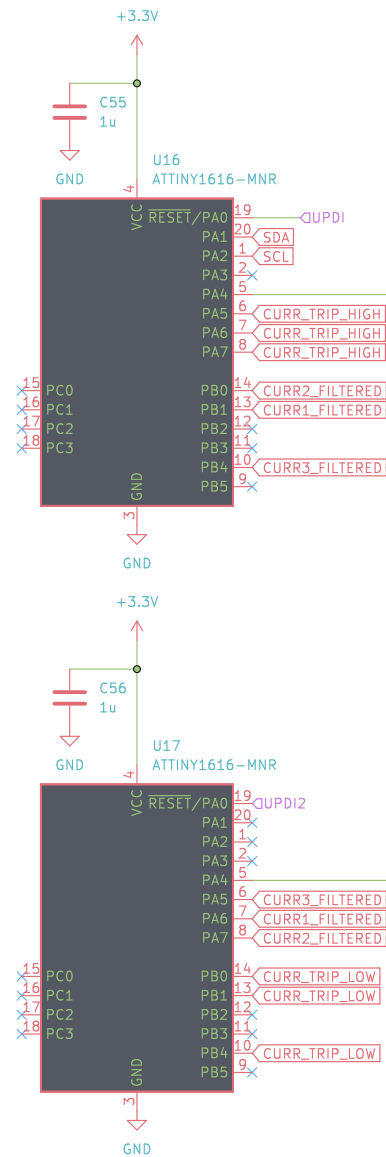 +3.3V
C55
1u
GND
U16
ATTINY1616-MNR
4
VCC
RESET/PA0 19 UPDI
PA1 20 SDA
PA2 1 SCL
PA3 2
PA4 5
PA5 6 CURR_TRIP_HIGH
PA6 7 CURR_TRIP_HIGH
PA7 8 CURR_TRIP_HIGH
15 PC0 PB0 14 CURR2_FILTERED
16 PC1 PB1 13 CURR1_FILTERED
17 PC2 PB2 12
18 PC3 PB3 11
PB4 10 CURR3_FILTERED
PB5 9
GND
3
GND
+3.3V
C56
1u
GND
U17
ATTINY1616-MNR
4
VCC
RESET/PA0 19 UPDI2
PA1 20
PA2 1
PA3 2
PA4 5
PA5 6 CURR3_FILTERED
PA6 7 CURR1_FILTERED
PA7 8 CURR2_FILTERED
15 PC0 PB0 14 CURR_TRIP_LOW
16 PC1 PB1 13 CURR_TRIP_LOW
17 PC2 PB2 12
18 PC3 PB3 11
PB4 10 CURR_TRIP_LOW
PB5 9
GND
3
GND